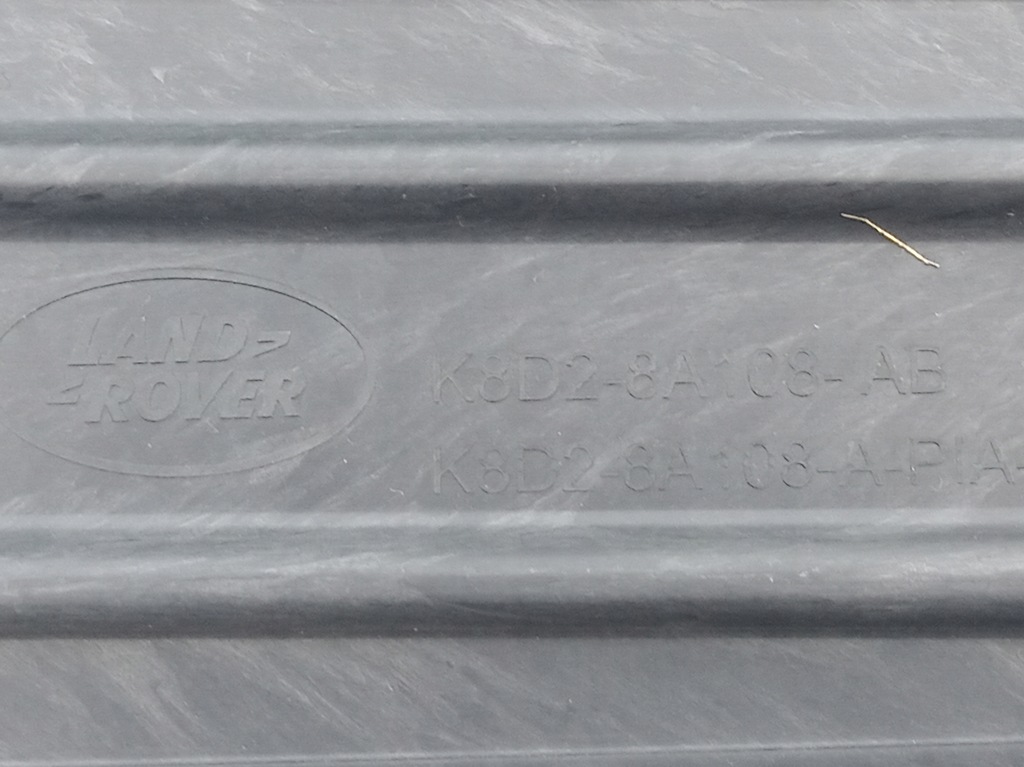 LAND
ROVER
K8D2-8A108-AB
K8D2-8A108-A-PIA-